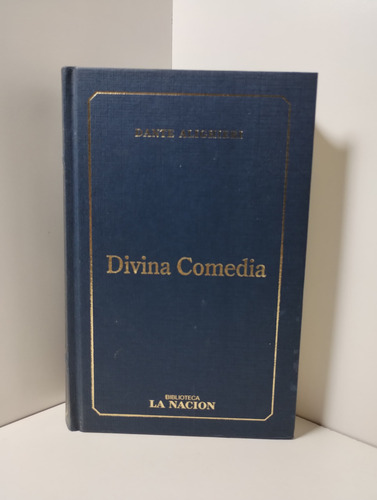 DANTE ALIGHIERI
Divina Comedia
BIBLIOTECA
LA NACION